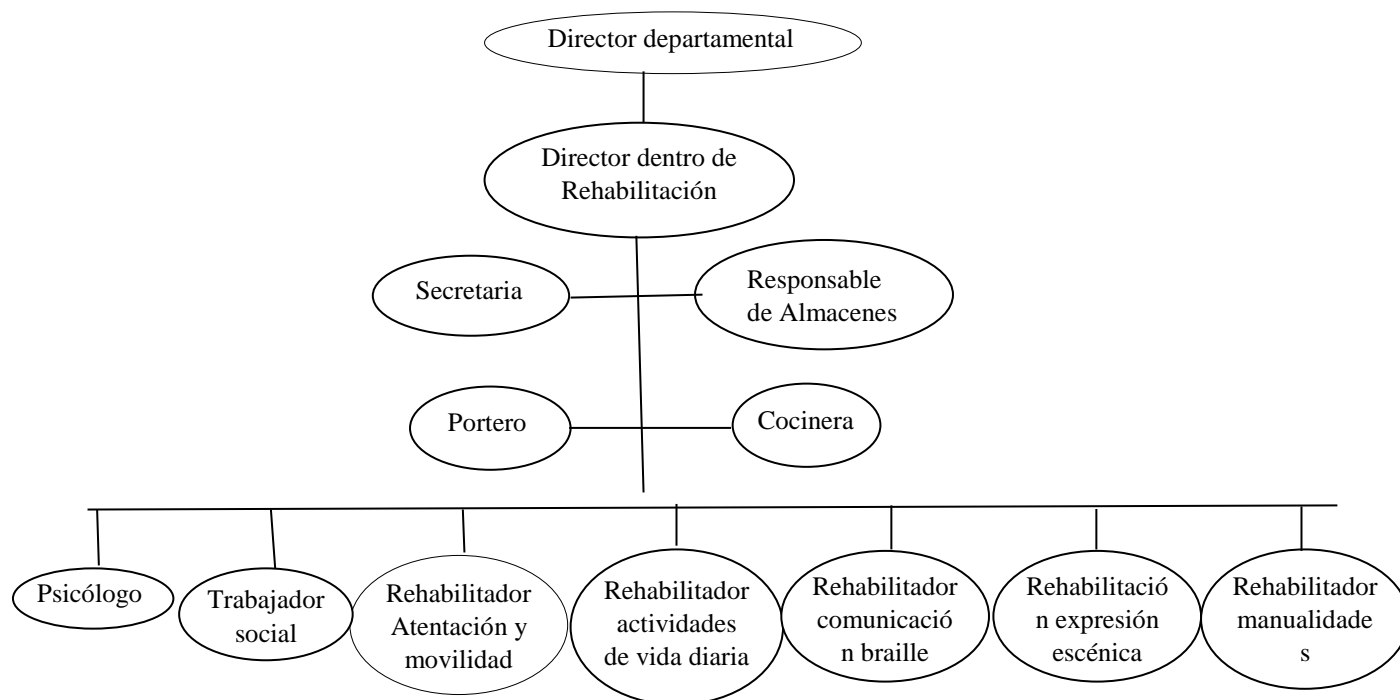 Director departamental
Director dentro de
Rehabilitación
Secretaria
Responsable
de Almacenes
Portero
Cocinera
Psicólogo
Trabajador
social
Rehabilitador
Atentación y
movilidad
Rehabilitador
actividades
de vida diaria
Rehabilitador
comunicació
n braille
Rehabilitació
n expresión
escénica
Rehabilitador
manualidade
s